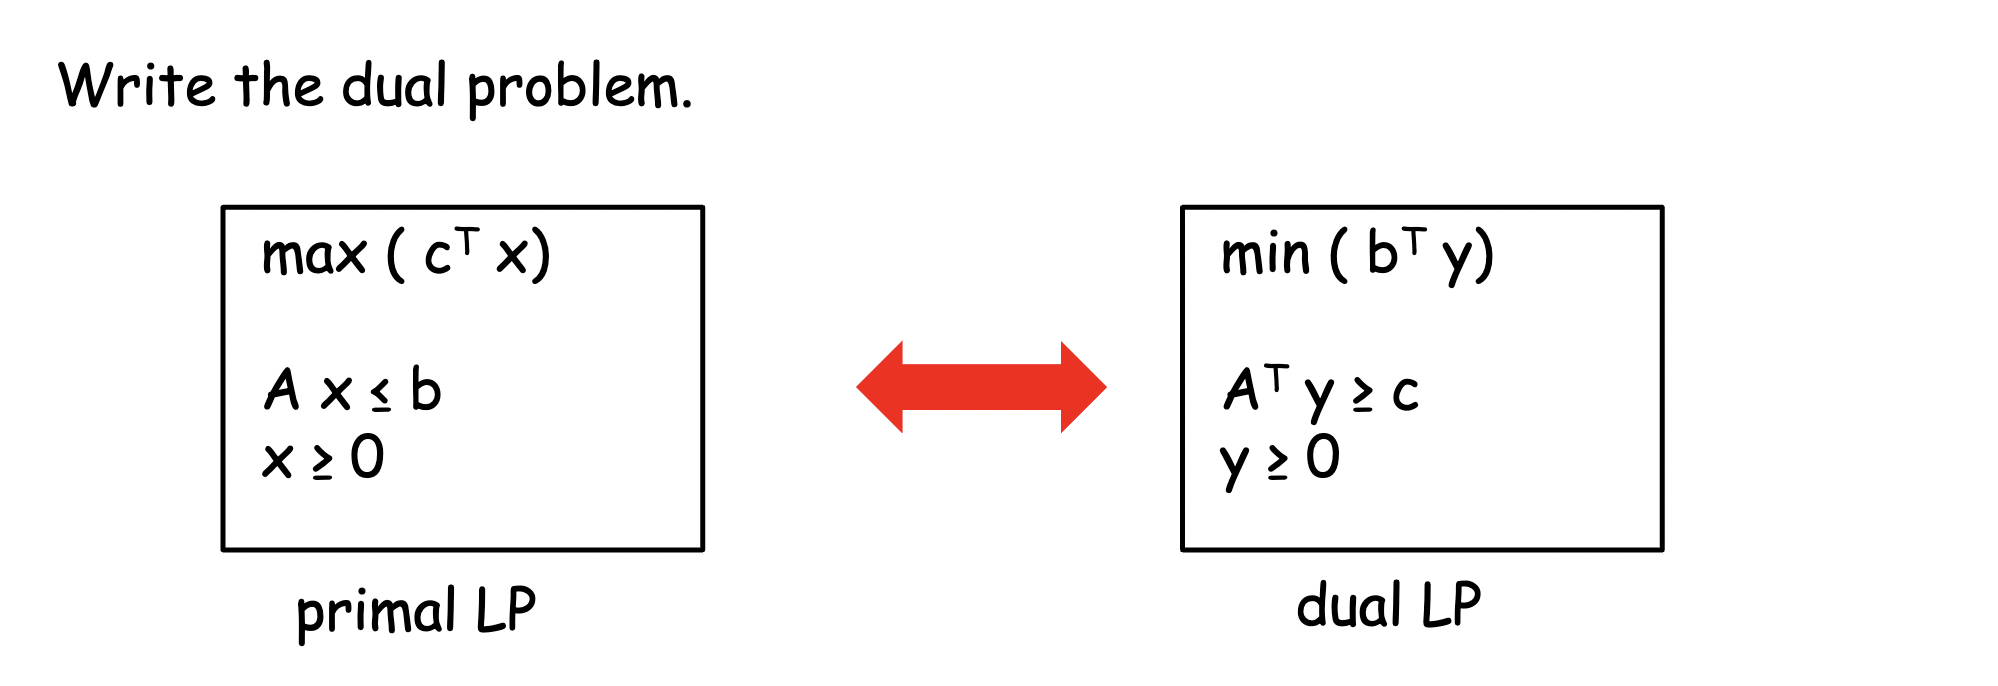 Write the dual problem.
max ( cᵀ x)
A x ≤ b
x ≥ 0
primal LP
min ( bᵀ y)
Aᵀ y ≥ c
y ≥ 0
dual LP